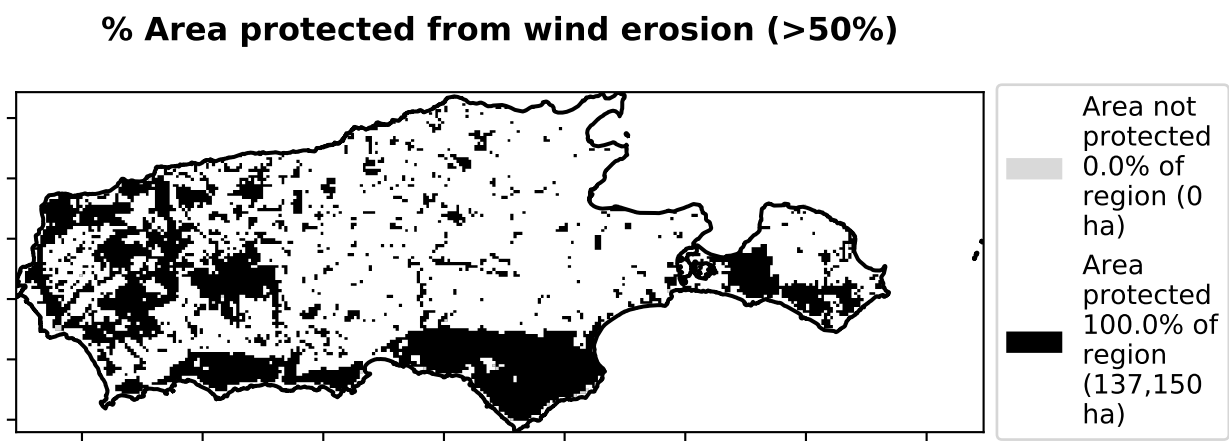 % Area protected from wind erosion (>50%)
Area not
protected
0.0% of
region (0
ha)
Area
protected
100.0% of
region
(137,150
ha)